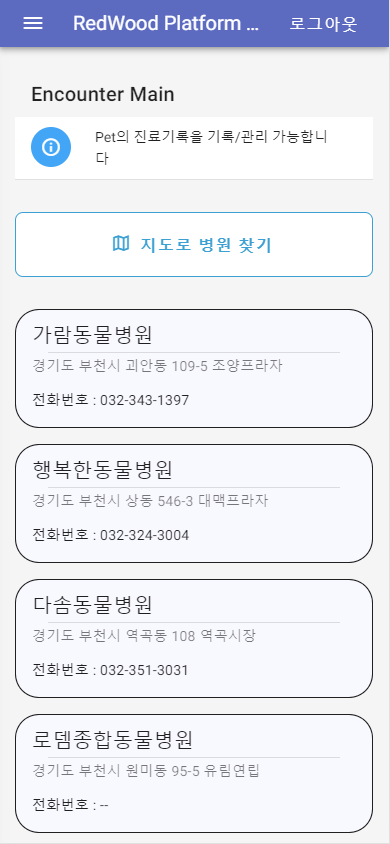 RedWood Platform ...
로그아웃
Encounter Main
Pet의 진료기록을 기록/관리 가능합니
다
지도로 병원 찾기
가람동물병원
경기도 부천시 괴안동 109-5 조양프라자
전화번호 : 032-343-1397
행복한동물병원
경기도 부천시 상동 546-3 대맥프라자
전화번호 : 032-324-3004
다솜동물병원
경기도 부천시 역곡동 108 역곡시장
전화번호 : 032-351-3031
로뎀종합동물병원
경기도 부천시 원미동 95-5 유림연립
전화번호 : --